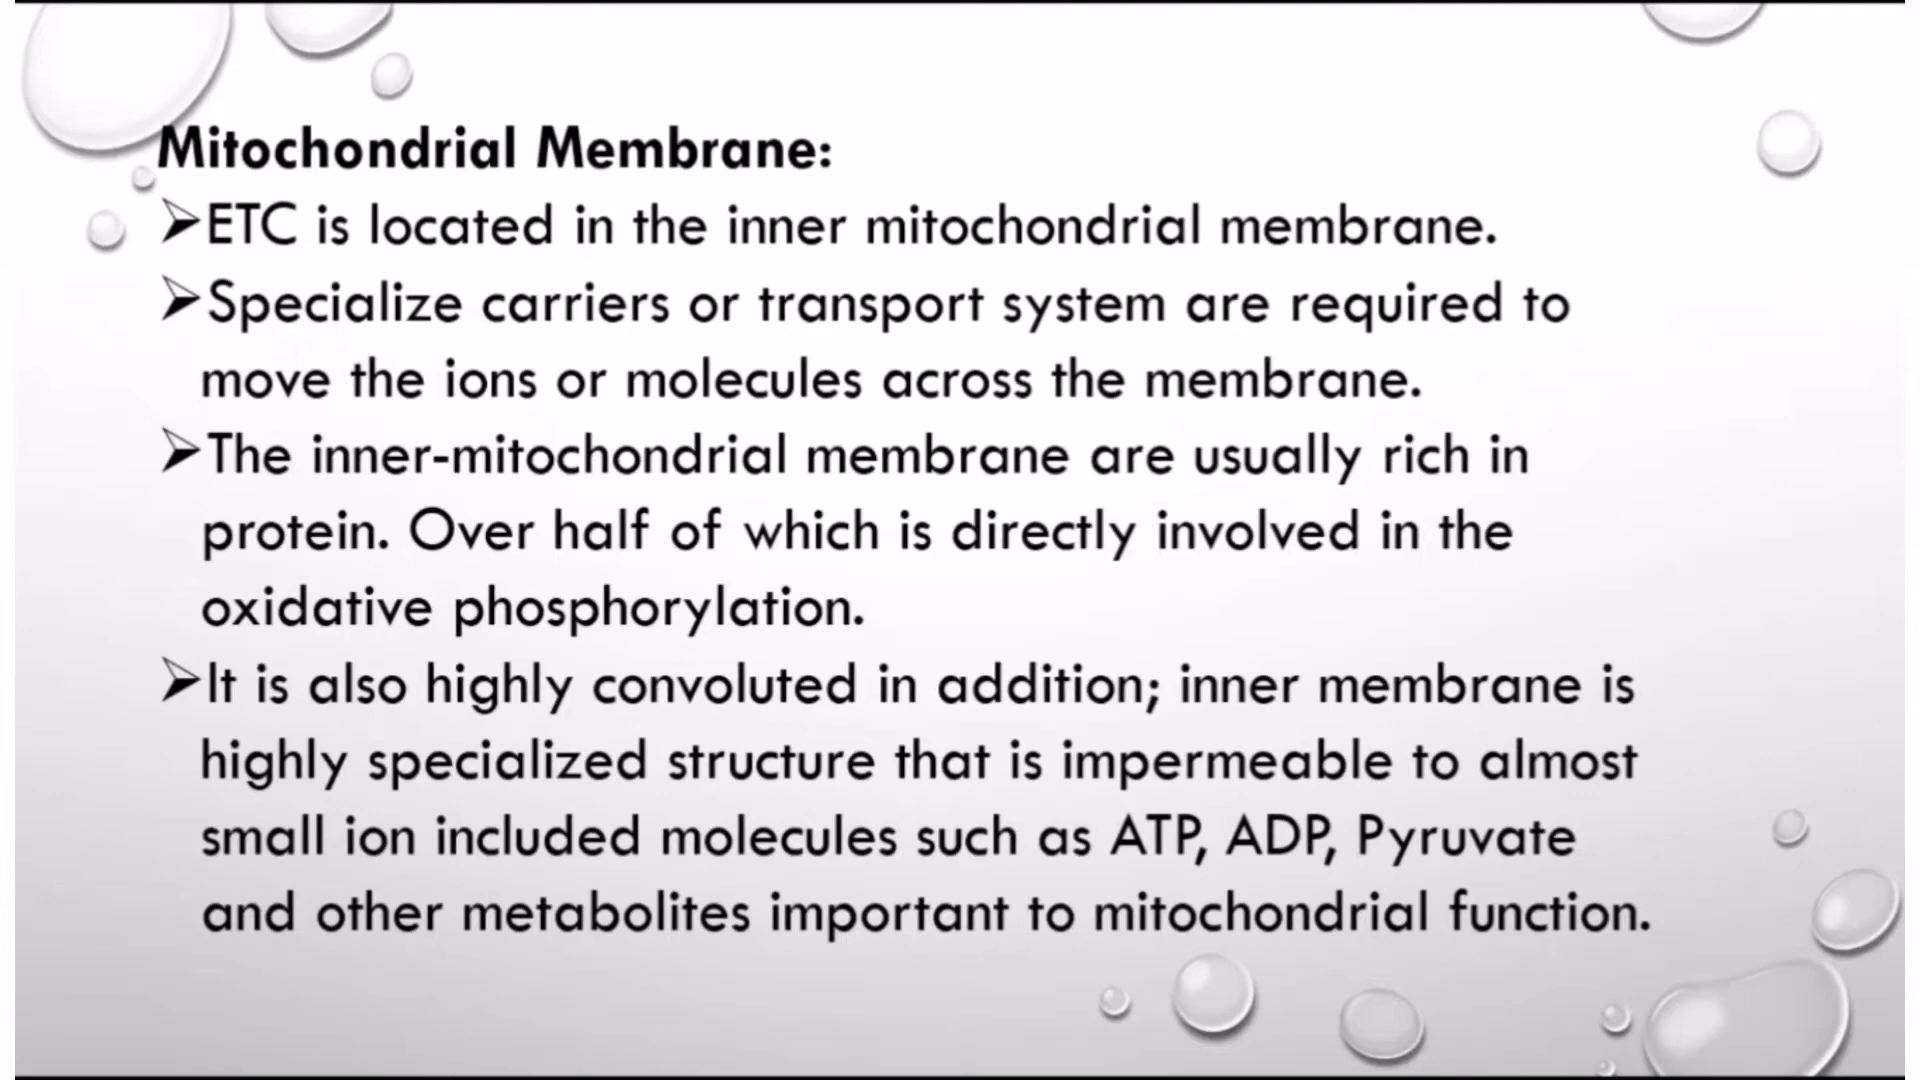 Mitochondrial Membrane:
➢ETC is located in the inner mitochondrial membrane.
➢Specialize carriers or transport system are required to
move the ions or molecules across the membrane.
➢The inner-mitochondrial membrane are usually rich in
protein. Over half of which is directly involved in the
oxidative phosphorylation.
➢It is also highly convoluted in addition; inner membrane is
highly specialized structure that is impermeable to almost
small ion included molecules such as ATP, ADP, Pyruvate
and other metabolites important to mitochondrial function.